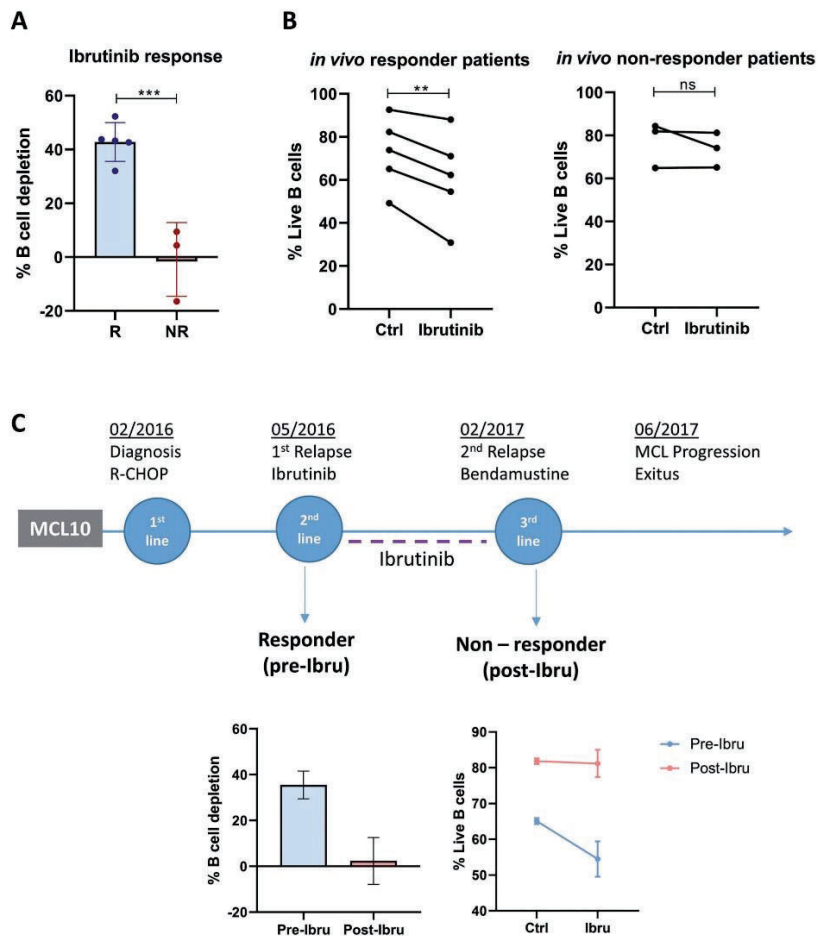 A
Ibrutinib response
***
% B cell depletion
60
40
20
0
-20
R NR
B
in vivo responder patients
**
% Live B cells
100
80
60
40
20
0
Ctrl Ibrutinib
in vivo non-responder patients
ns
% Live B cells
100
80
60
40
20
0
Ctrl Ibrutinib
C
02/2016
Diagnosis
R-CHOP
05/2016
1st Relapse
Ibrutinib
02/2017
2nd Relapse
Bendamustine
06/2017
MCL Progression
Exitus
MCL10
1st
line
2nd
line
3rd
line
Ibrutinib
Responder
(pre-Ibru)
Non – responder
(post-Ibru)
% B cell depletion
60
40
20
0
-20
Pre-Ibru Post-Ibru
% Live B cells
90
80
70
60
50
40
Ctrl Ibru
Pre-Ibru
Post-Ibru